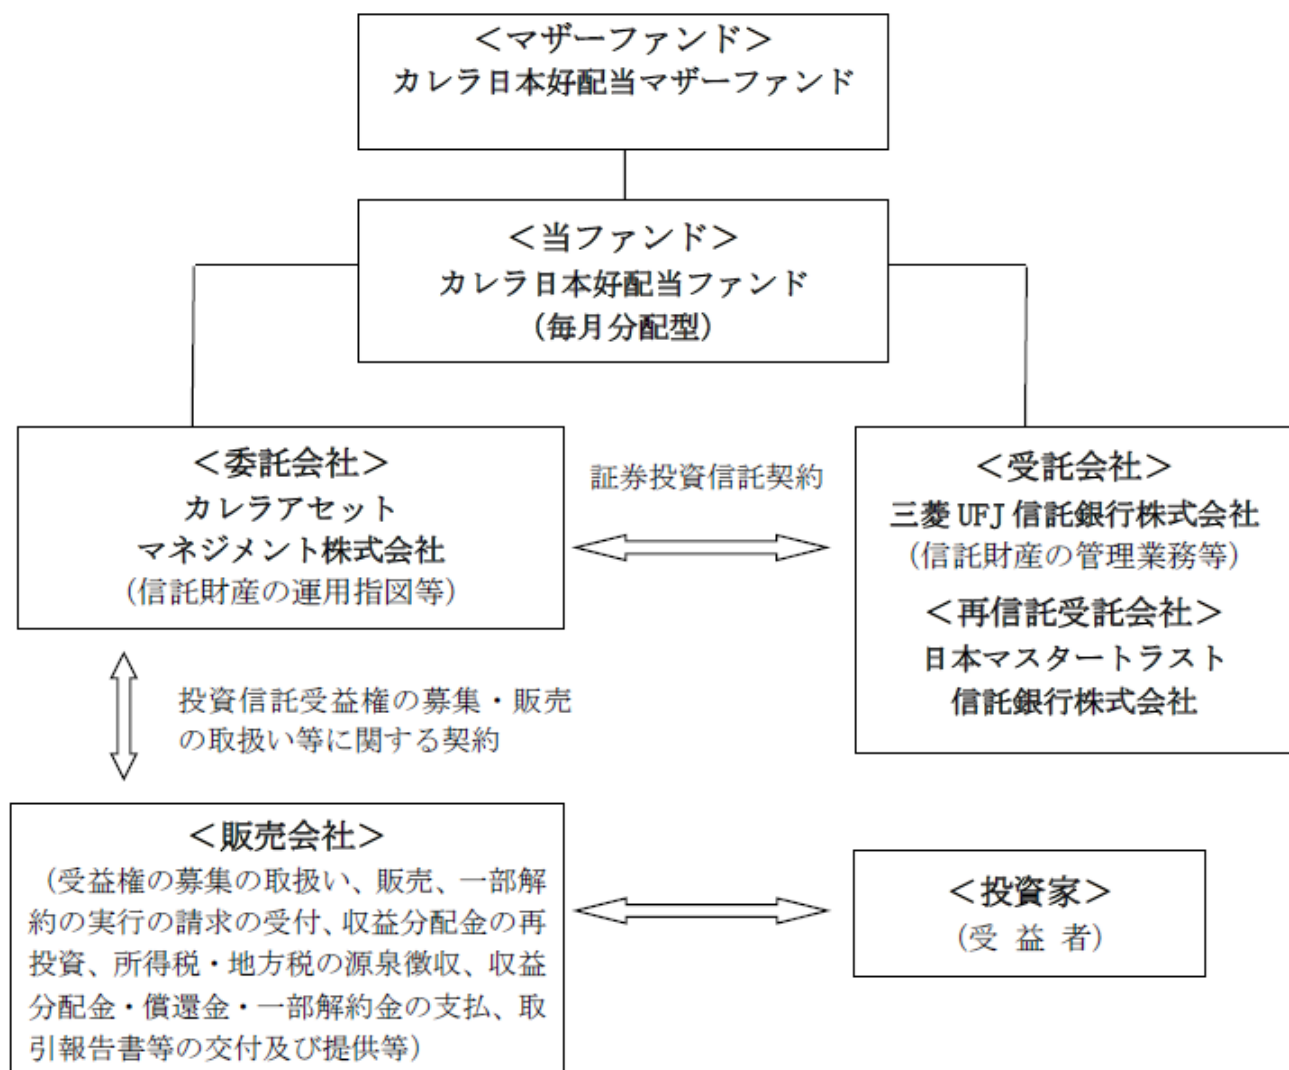 ＜マザーファンド＞
カレラ日本好配当マザーファンド
＜当ファンド＞
カレラ日本好配当ファンド
（毎月分配型）
＜委託会社＞
カレラアセット
マネジメント株式会社
（信託財産の運用指図等）
証券投資信託契約
＜受託会社＞
三菱 UFJ 信託銀行株式会社
（信託財産の管理業務等）
＜再信託受託会社＞
日本マスタートラスト
信託銀行株式会社
投資信託受益権の募集・販売
の取扱い等に関する契約
＜販売会社＞
（受益権の募集の取扱い、販売、一部解
約の実行の請求の受付、収益分配金の再
投資、所得税・地方税の源泉徴収、収益
分配金・償還金・一部解約金の支払、取
引報告書等の交付及び提供等）
＜投資家＞
（受 益 者）